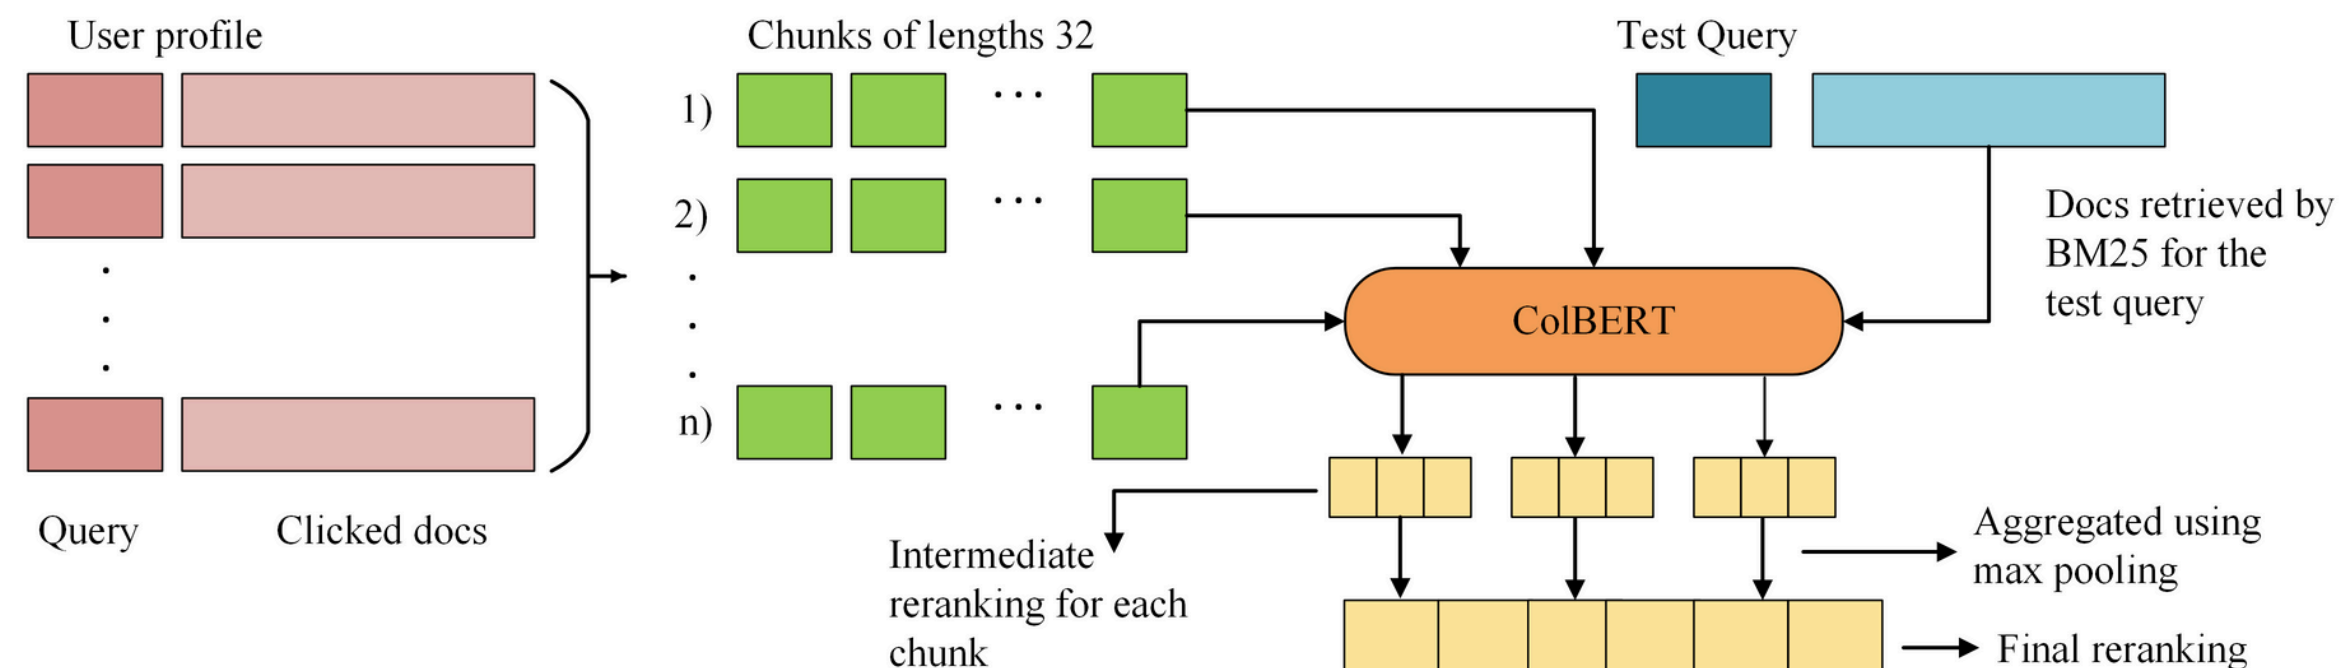 User profile
Chunks of lengths 32
Test Query
1)
2)
. . .
n)
Query
Clicked docs
ColBERT
Docs retrieved by
BM25 for the
test query
Intermediate
reranking for each
chunk
Aggregated using
max pooling
Final reranking